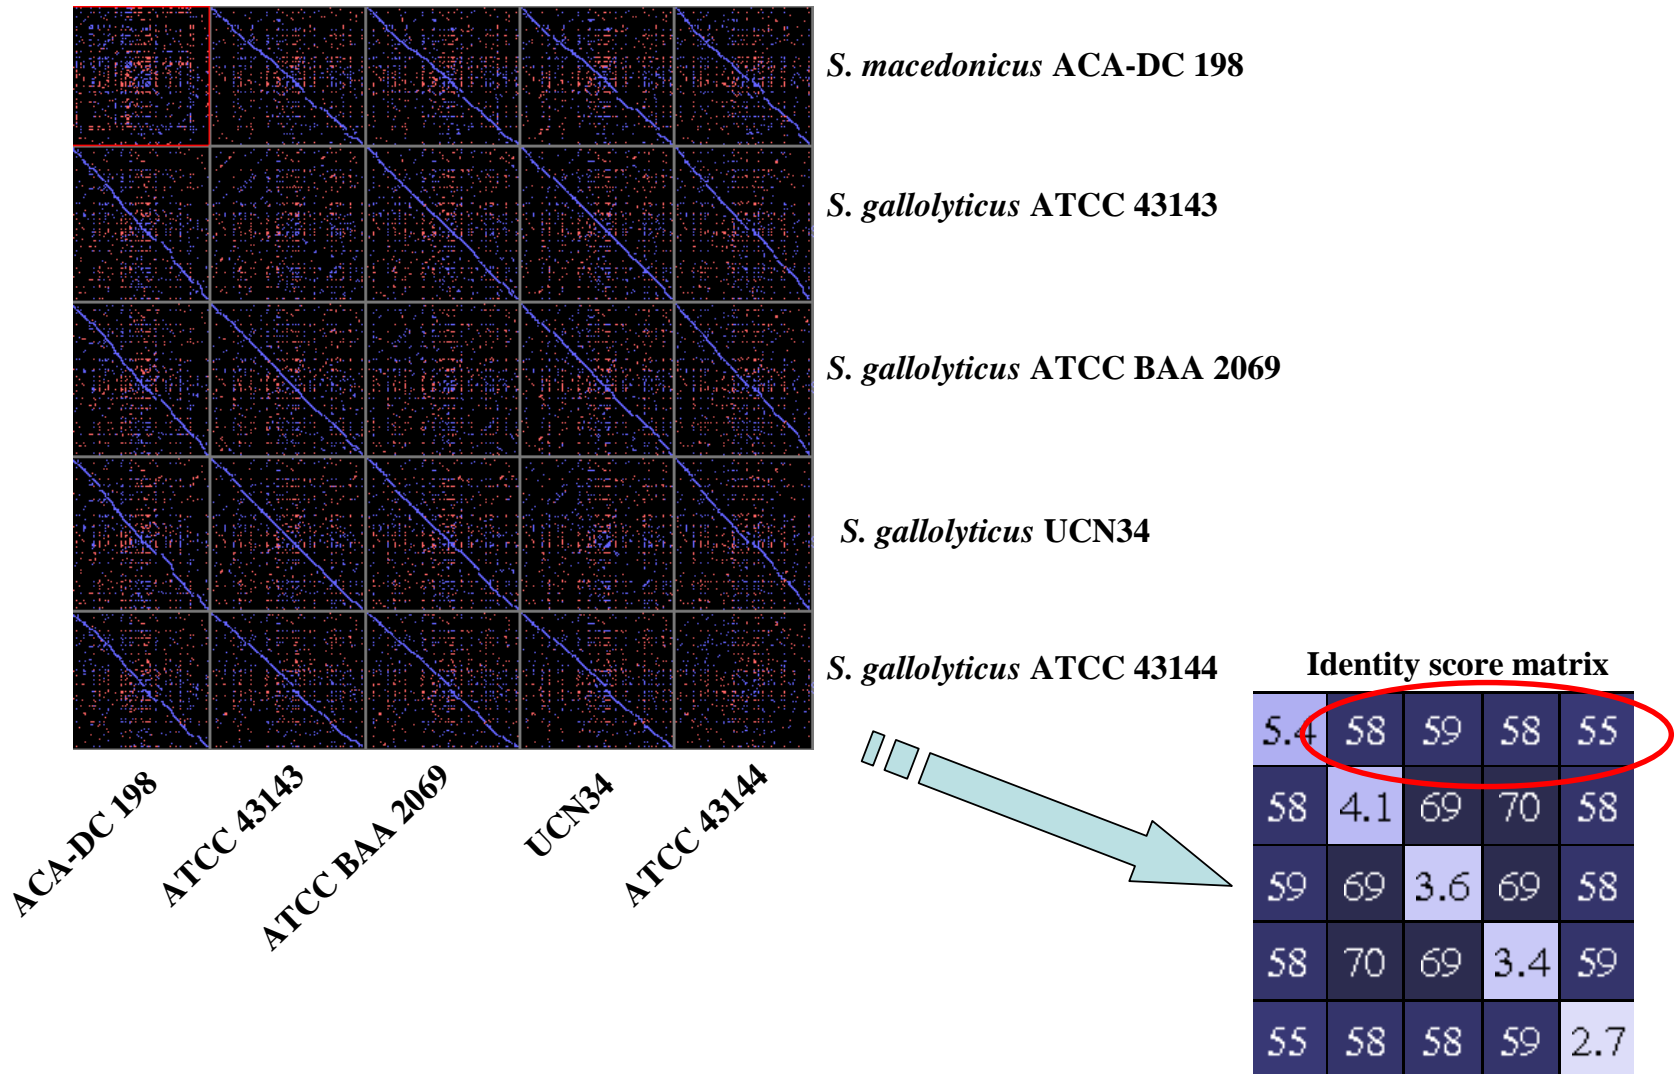 S. macedonicus ACA-DC 198
S. gallolyticus ATCC 43143
S. gallolyticus ATCC BAA 2069
S. gallolyticus UCN34
S. gallolyticus ATCC 43144
ACA-DC 198
ATCC 43143
ATCC BAA 2069
UCN34
ATCC 43144
Identity score matrix
5.4 58 59 58 55
58 4.1 69 70 58
59 69 3.6 69 58
58 70 69 3.4 59
55 58 58 59 2.7